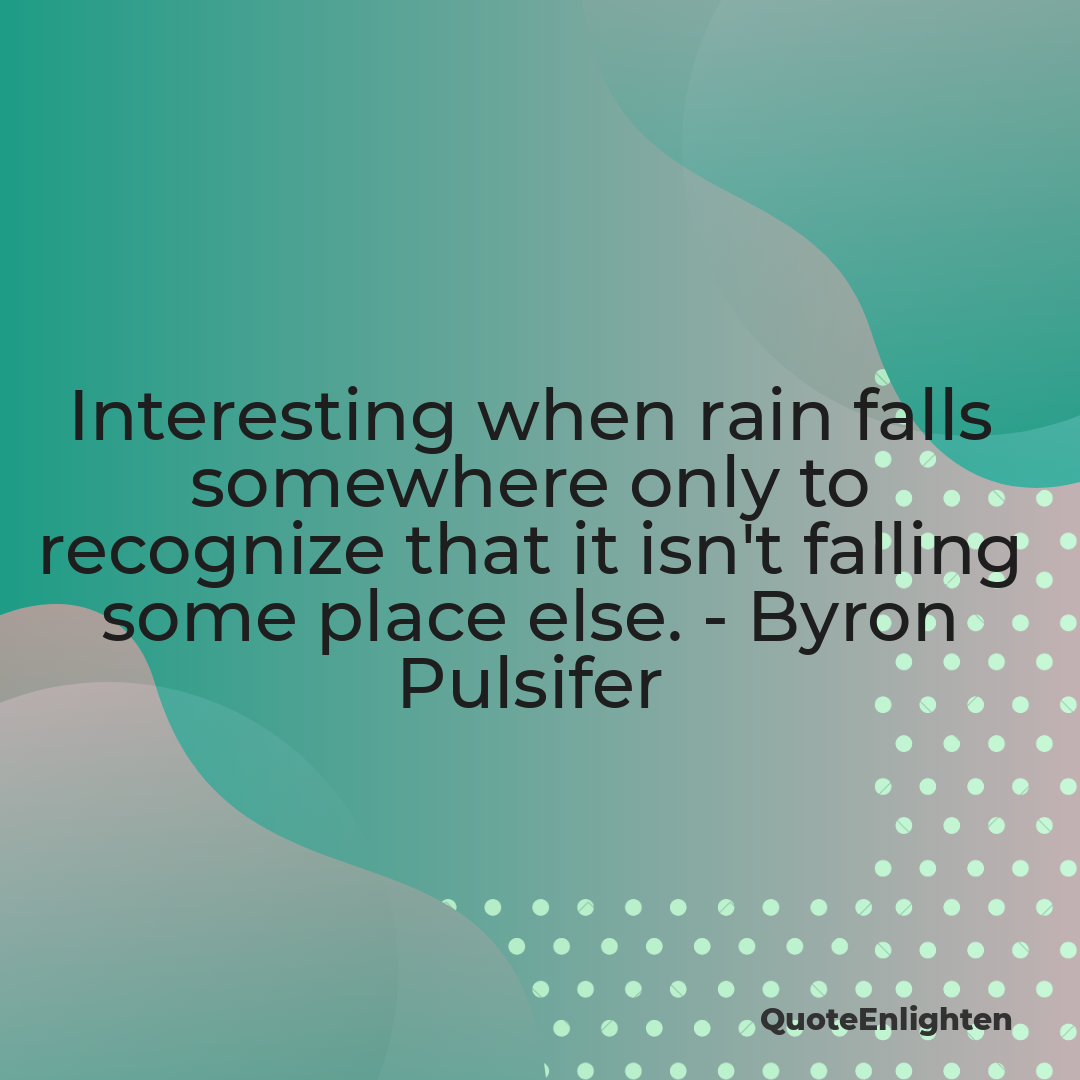 Interesting when rain falls
somewhere only to
recognize that it isn't falling
some place else. - Byron
Pulsifer
QuoteEnlighten